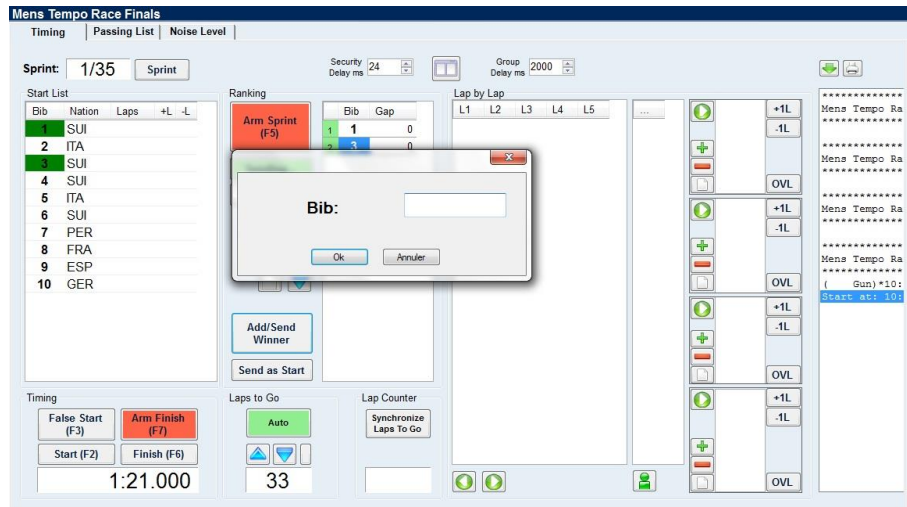 Mens Tempo Race Finals
Timing Passing List Noise Level
Sprint: 1/35 Sprint
Security Delay ms 24
Group Delay ms 2000
Start List
Bib Nation Laps +L -L
1 SUI
2 ITA
3 SUI
4 SUI
5 ITA
6 SUI
7 PER
8 FRA
9 ESP
10 GER
Ranking
Arm Sprint
(F5)
Bib Gap
1 1 0
2 3 0
Bib:
Ok Annuler
Add/Send
Winner
Send as Start
Lap by Lap
L1 L2 L3 L4 L5
...
+1L
-1L
OVL
+1L
-1L
OVL
+1L
-1L
OVL
+1L
-1L
OVL
*************
Mens Tempo Ra
*************
*************
Mens Tempo Ra
*************
*************
Mens Tempo Ra
*************
*************
Mens Tempo Ra
*************
( Gun)*10:
Start at: 10:
Timing
False Start
(F3)
Arm Finish
(F7)
Start (F2) Finish (F6)
1:21.000
Laps to Go
Auto
33
Lap Counter
Synchronize
Laps To Go